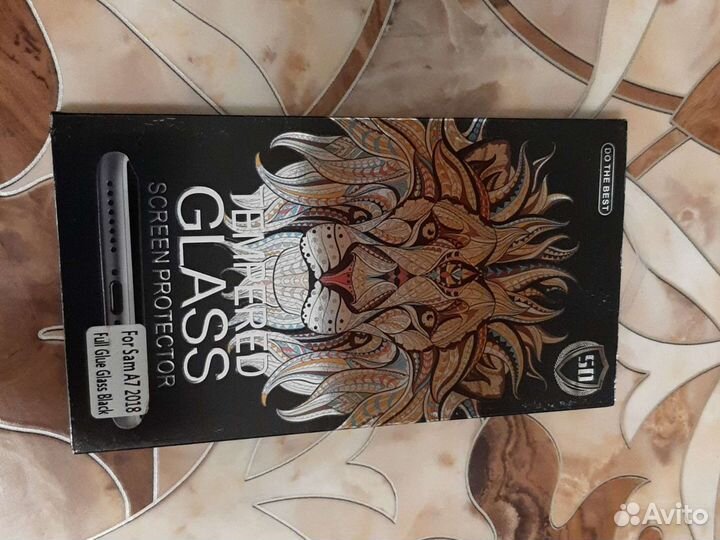 DO THE BEST
5D
TEMPERED
GLASS
SCREEN PROTECTOR
For Sam A7 2018
Full Glue Glass Black
Avito